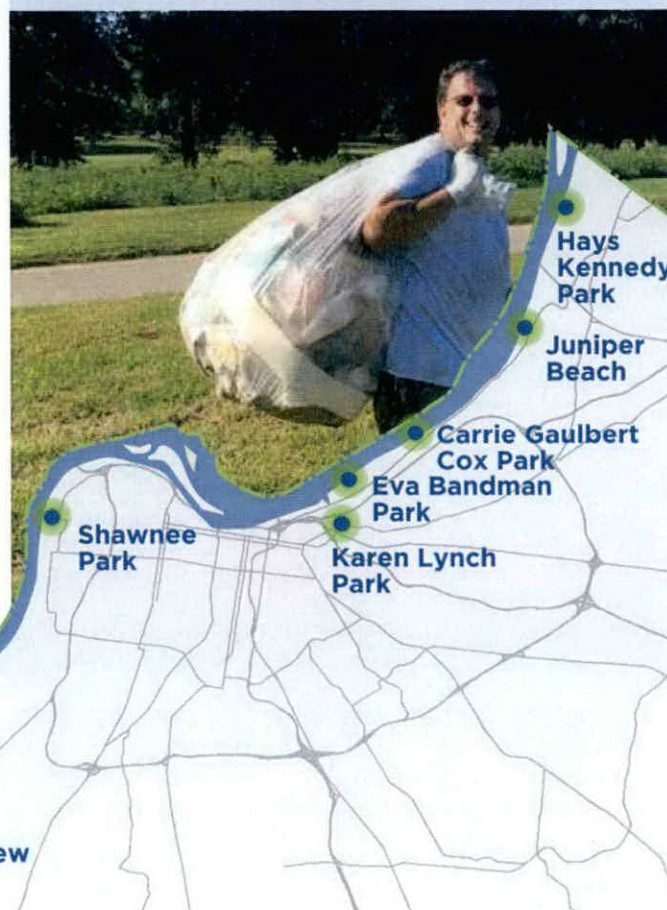 Hays
Kennedy
Park
Juniper
Beach
Carrie Gaulbert
Cox Park
Eva Bandman
Park
Karen Lynch
Park
Shawnee
Park
ew